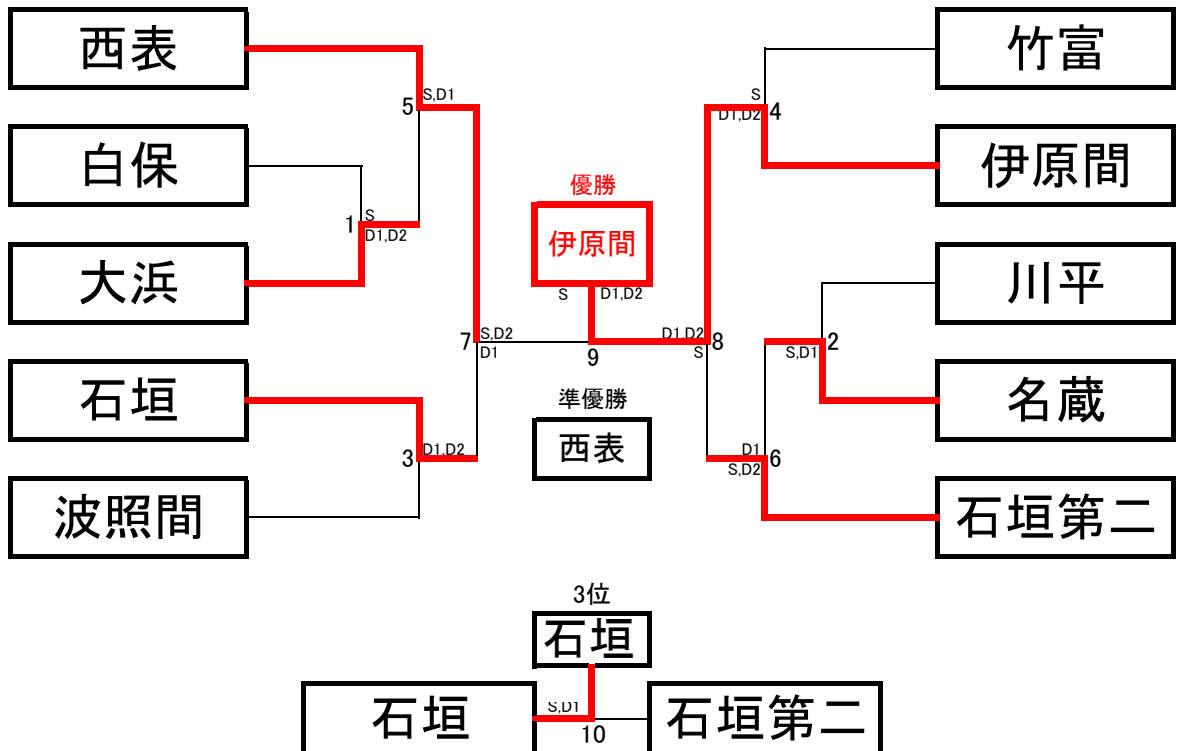 西表
竹富
S,D1
5
S
D1,D2
4
白保
伊原間
優勝
伊原間
S
D1,D2
1
S
D1,D2
大浜
川平
7
S,D2
D1
9
D1,D2
S
8
S,D1
2
石垣
名蔵
準優勝
西表
3
D1,D2
D1
S,D2
6
波照間
石垣第二
3位
石垣
石垣
S,D1
10
石垣第二